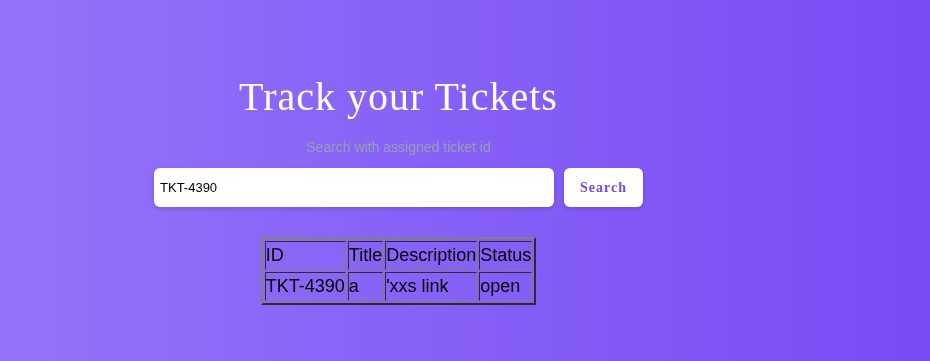 Track your Tickets
Search with assigned ticket id
TKT-4390 Search
ID Title Description Status
TKT-4390 a 'xxs link open